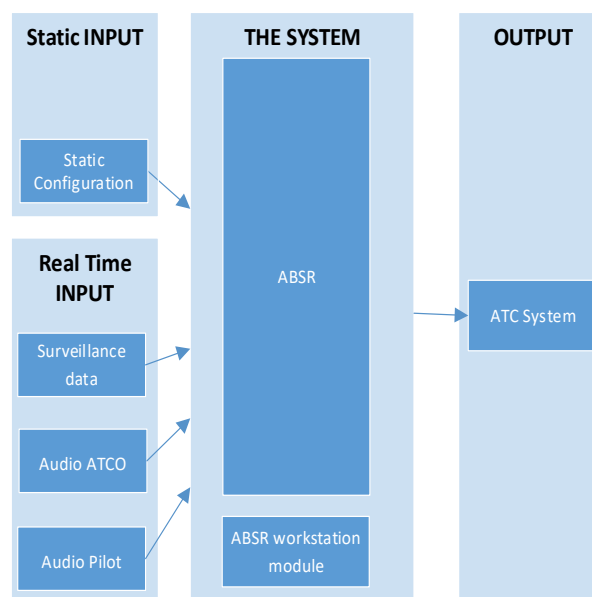 Static INPUT
Static
Configuration
Real Time
INPUT
Surveillance
data
Audio ATCO
Audio Pilot
THE SYSTEM
ABSR
ABSR workstation
module
OUTPUT
ATC System